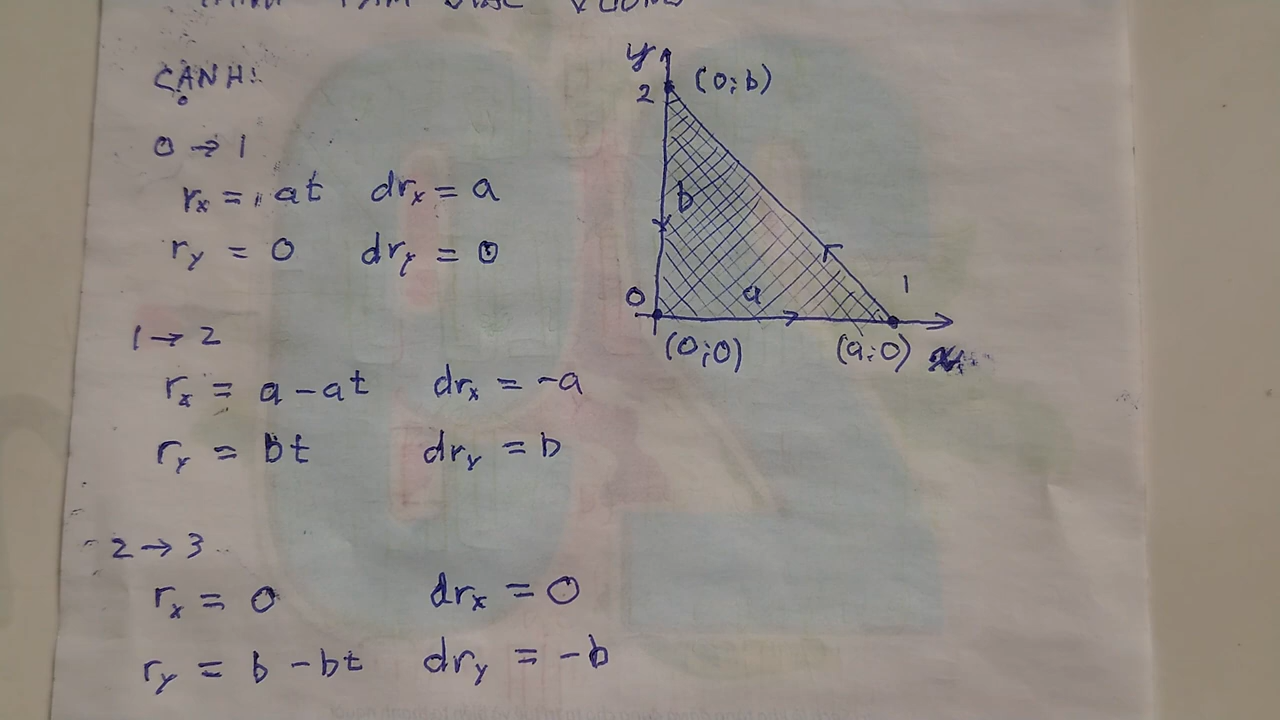 CẠNH:
0 → 1
rx = at drx = a
ry = 0 dry = 0
1 → 2
rx = a - at drx = -a
ry = bt dry = b
2 → 3
rx = 0 drx = 0
ry = b - bt dry = -b
y
2 (0;b)
b
0 a 1
(0;0) (a;0) x